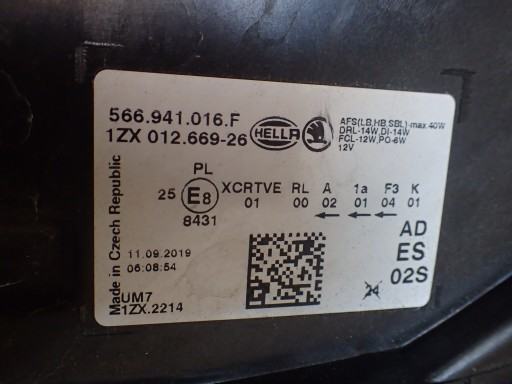 566.941.016.F
1ZX 012.669-26
HELLA
AFS(LB,HB,SBL)-max.40W
DRL-14W,DI-14W
FCL-12W,PO-6W
12V
PL
25 E8 XCRTVE RL A 1a F3 K
8431 01 00 02 01 04 01
Made in Czech Republic
11.09.2019
06:08:54
UM7
1ZX.2214
AD
ES
02S
24